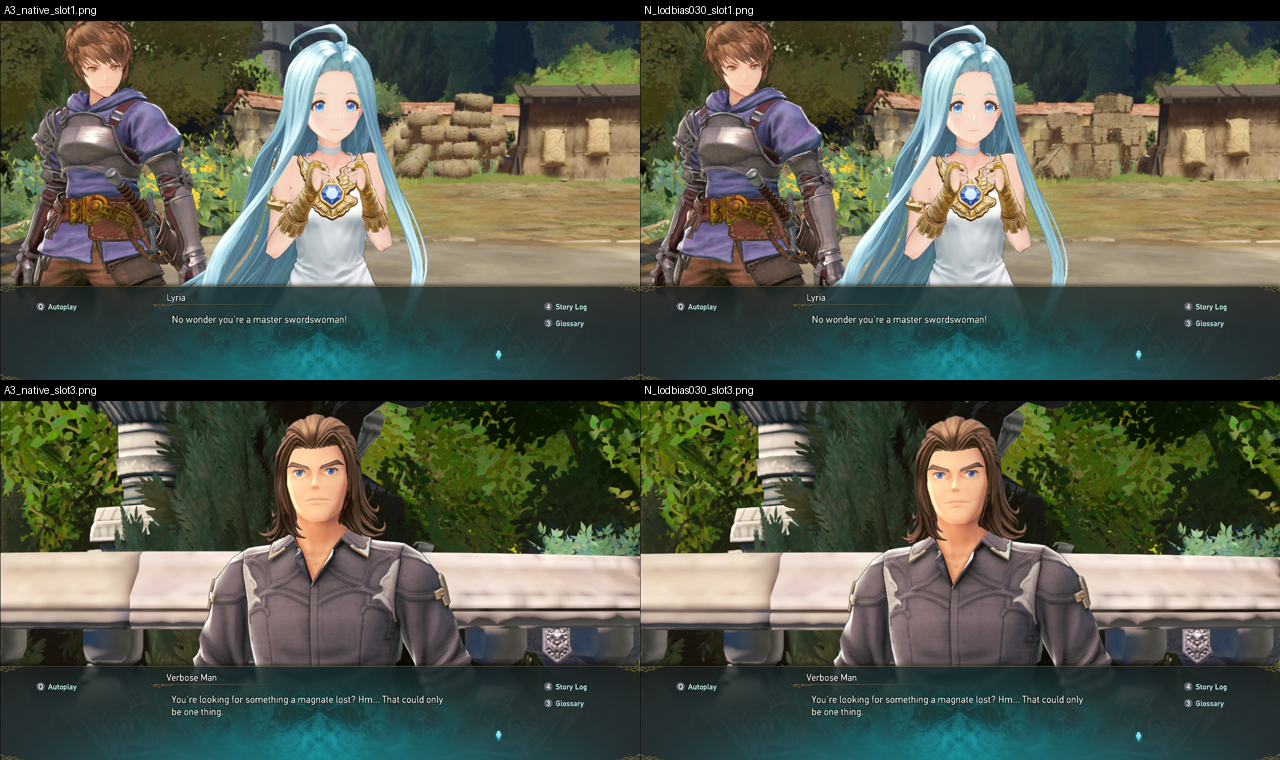 A3_native_slot1.png
N_lodbias030_slot1.png
Lyria
Q Autoplay
No wonder you're a master swordswoman!
4 Story Log
3 Glossary
Lyria
Q Autoplay
No wonder you're a master swordswoman!
4 Story Log
3 Glossary
A3_native_slot3.png
N_lodbias030_slot3.png
Verbose Man
Q Autoplay
You're looking for something a magnate lost? Hm... That could only
be one thing.
4 Story Log
3 Glossary
Verbose Man
Q Autoplay
You're looking for something a magnate lost? Hm... That could only
be one thing.
4 Story Log
3 Glossary